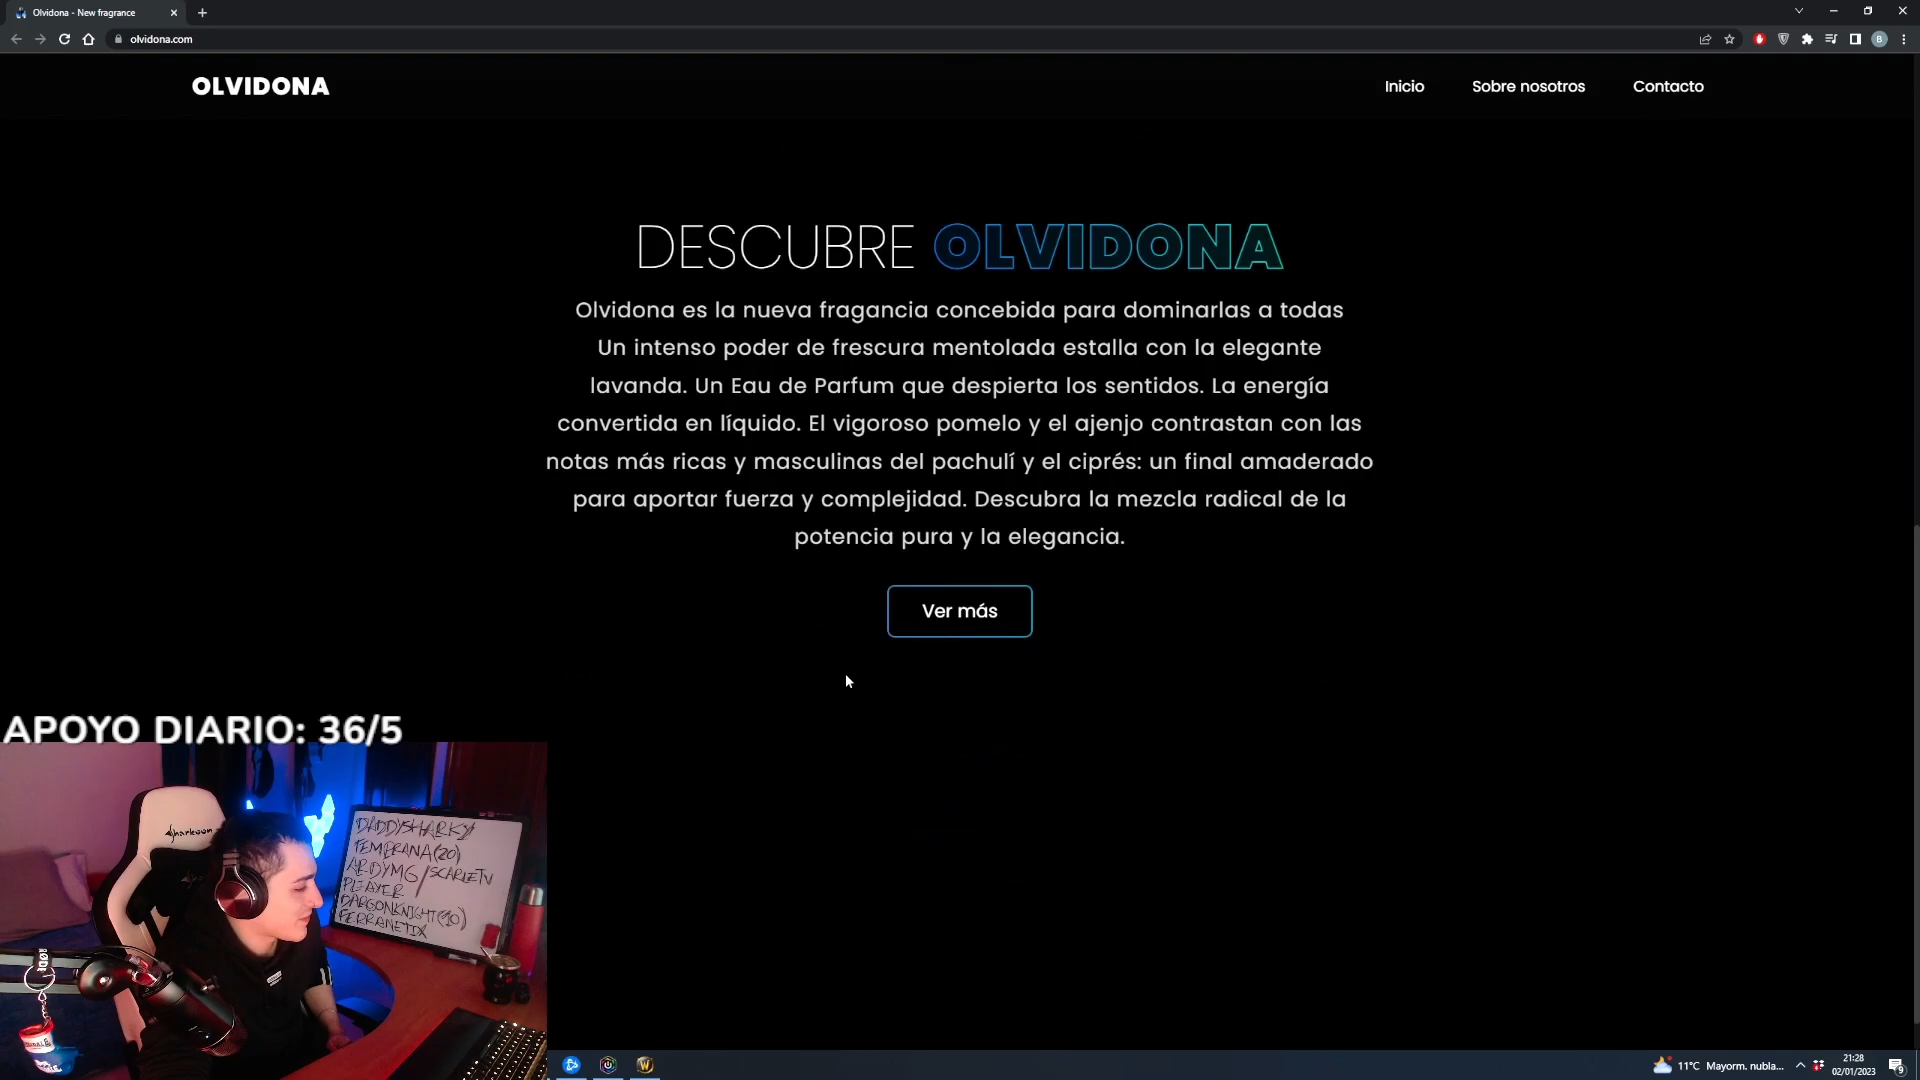 Olvidona - New fragrance
olvidona.com
B
OLVIDONA
Inicio
Sobre nosotros
Contacto
DESCUBRE OLVIDONA
Olvidona es la nueva fragancia concebida para dominarlas a todas
Un intenso poder de frescura mentolada estalla con la elegante
lavanda. Un Eau de Parfum que despierta los sentidos. La energía
convertida en líquido. El vigoroso pomelo y el ajenjo contrastan con las
notas más ricas y masculinas del pachulí y el ciprés: un final amaderado
para aportar fuerza y complejidad. Descubra la mezcla radical de la
potencia pura y la elegancia.
Ver más
APOYO DIARIO: 36/5
Sharkoon
DADDYSHARKY
FEMPRANA(20)
ARDYMG/SCARLETV
PLAYER
DARGONKNIGHT(10)
FERRANETIX
RØDE
W
11°C Mayorm. nubla...
21:28
02/01/2023
9